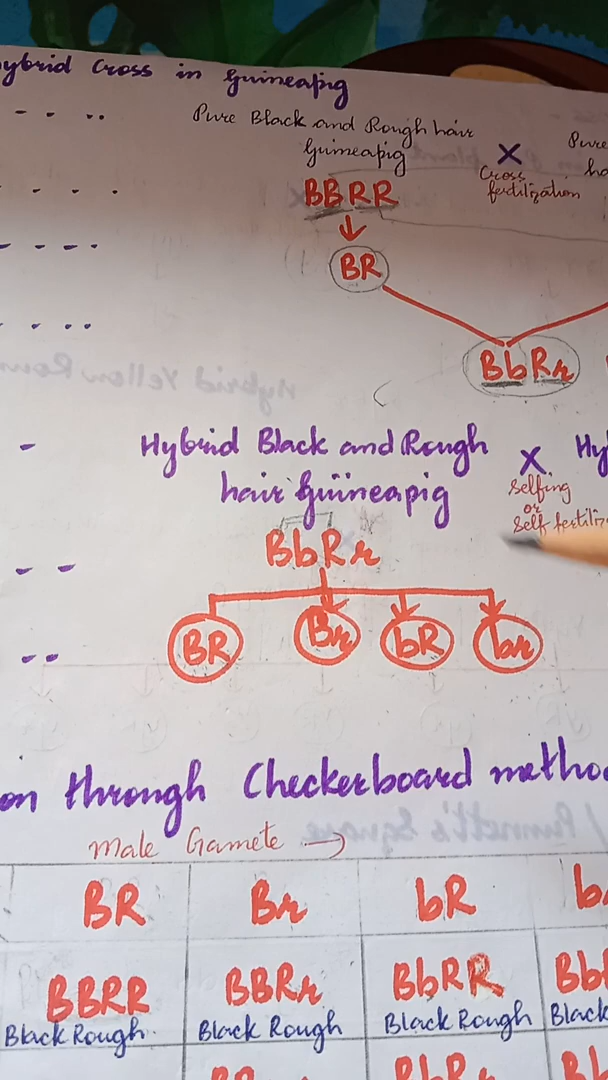 ybrid Cross in Guineapig
Pure Black and Rough hair
Guineapig
X
Pure
Cross
fertilization
BBRR
BR
BbRr
Hybrid Black and Rough
hair Guineapig
X
Hy
Selfing
or
Self fertiliz
BbRr
BR Br bR br
on through Checkerboard metho
Male Gamete →
BR Br bR b
BBRR BBRr BbRR Bb
Black Rough Black Rough Black Rough Black